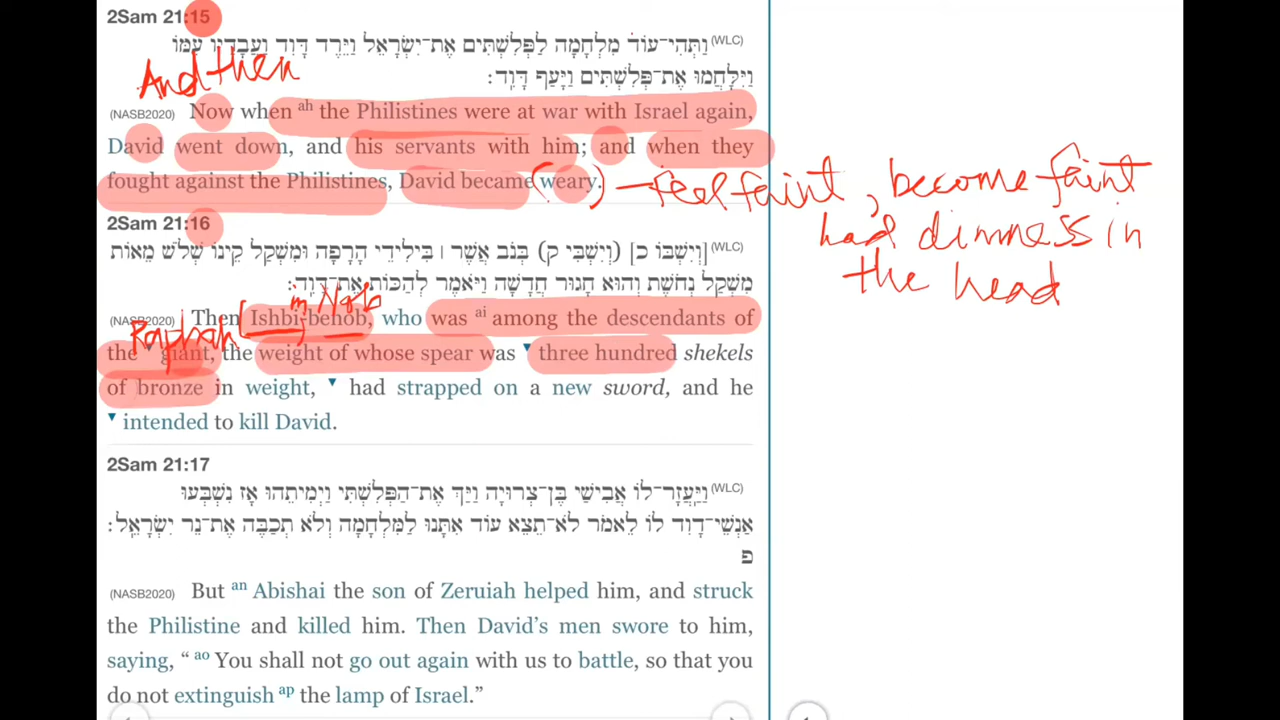 2Sam 21:15
(WLC) וַתְּהִי־עוֹד מִלְחָמָה לַפְּלִשְׁתִּים אֶת־יִשְׂרָאֵל וַיֵּרֶד דָּוִד וַעֲבָדָיו עִמּוֹ
וַיִּלָּחֲמוּ אֶת־פְּלִשְׁתִּים וַיָּעַף דָּוִד׃
And then
(NASB2020) Now when ah the Philistines were at war with Israel again,
David went down, and his servants with him; and when they
fought against the Philistines, David became (weary.) — feel faint, become faint
had dimness in
the head
2Sam 21:16
(WLC) [וְיִשְׁבּוֹ כ] (וְיִשְׁבִּי ק) בְּנֹב אֲשֶׁר ׀ בִּילִידֵי הָרָפָה וּמִשְׁקַל קֵינוֹ שְׁלֹשׁ מֵאוֹת
מִשְׁקַל נְחֹשֶׁת וְהוּא חָגוּר חֲדָשָׁה וַיֹּאמֶר לְהַכּוֹת אֶת־דָּוִד׃
in Nob
(NASB2020) Then Ishbi-benob, who was ai among the descendants of
Raphah
the giant, the weight of whose spear was three hundred shekels
of bronze in weight, had strapped on a new sword, and he
intended to kill David.
2Sam 21:17
(WLC) וַיַּעֲזָר־לוֹ אֲבִישַׁי בֶּן־צְרוּיָה וַיַּךְ אֶת־הַפְּלִשְׁתִּי וַיְמִיתֵהוּ אָז נִשְׁבְּעוּ
אַנְשֵׁי־דָוִד לוֹ לֵאמֹר לֹא־תֵצֵא עוֹד אִתָּנוּ לַמִּלְחָמָה וְלֹא תְכַבֶּה אֶת־נֵר יִשְׂרָאֵל׃
פ
(NASB2020) But an Abishai the son of Zeruiah helped him, and struck
the Philistine and killed him. Then David’s men swore to him,
saying, “ ao You shall not go out again with us to battle, so that you
do not extinguish ap the lamp of Israel.”